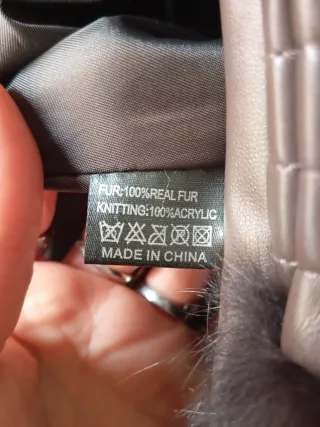 FUR:100%REAL FUR
KNITTING:100%ACRYLIC
MADE IN CHINA